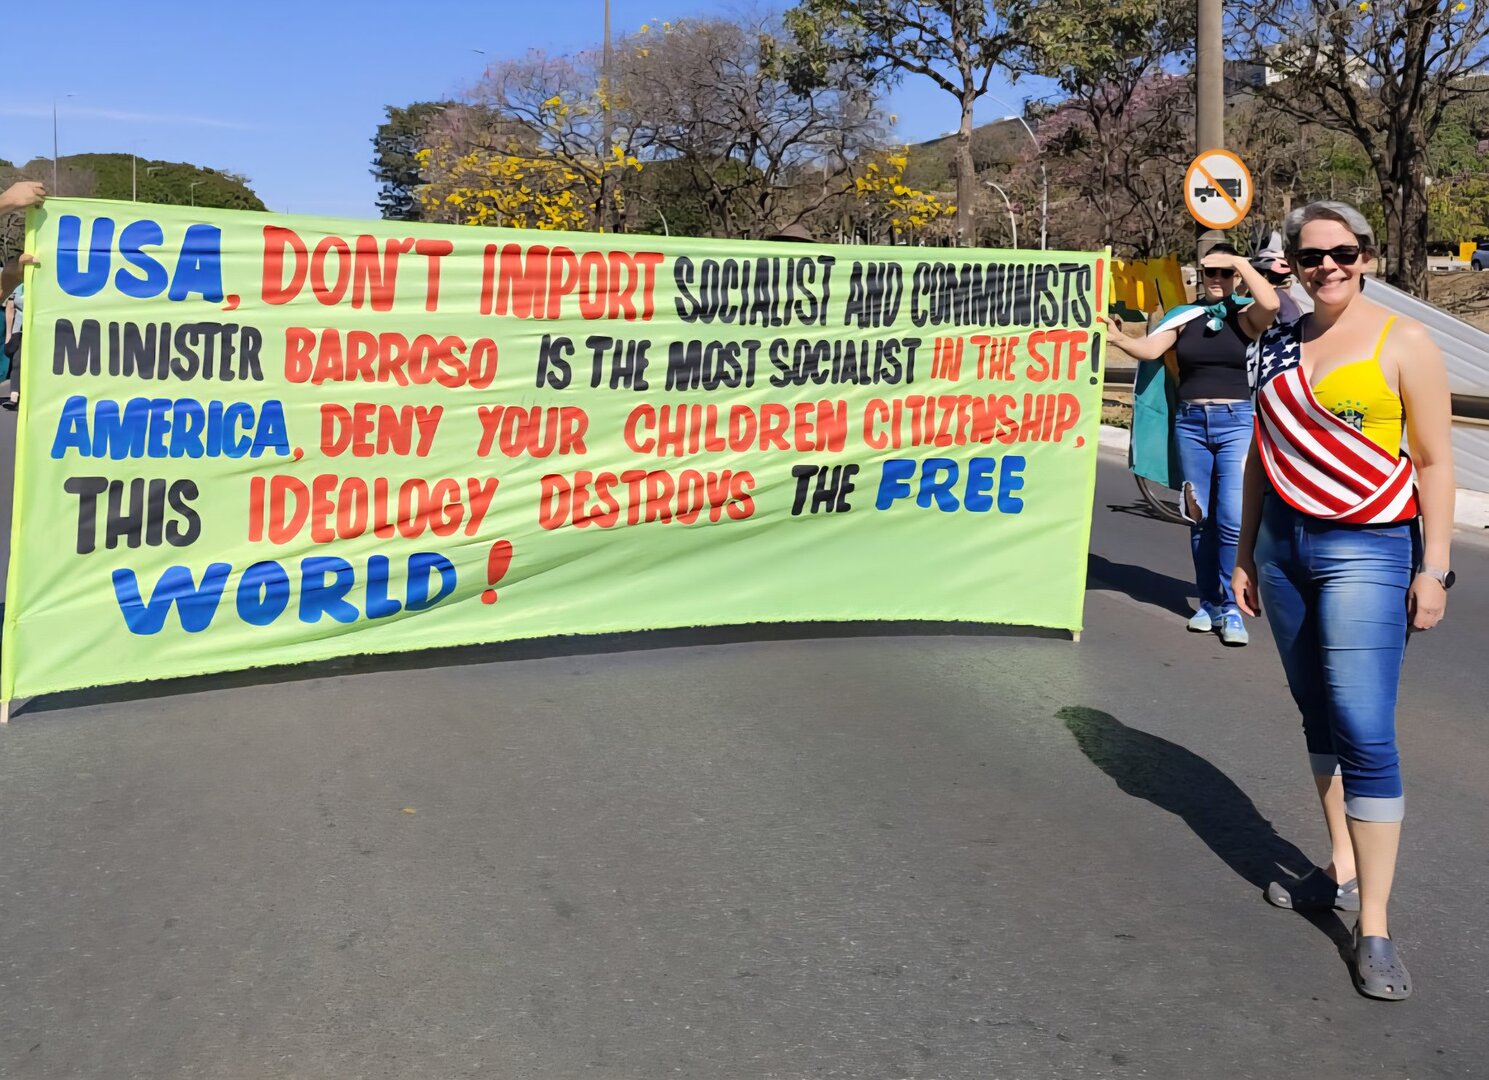 USA, DON'T IMPORT SOCIALIST AND COMMUNISTS!
MINISTER BARROSO IS THE MOST SOCIALIST IN THE STF!
AMERICA, DENY YOUR CHILDREN CITIZENSHIP,
THIS IDEOLOGY DESTROYS THE FREE
WORLD!